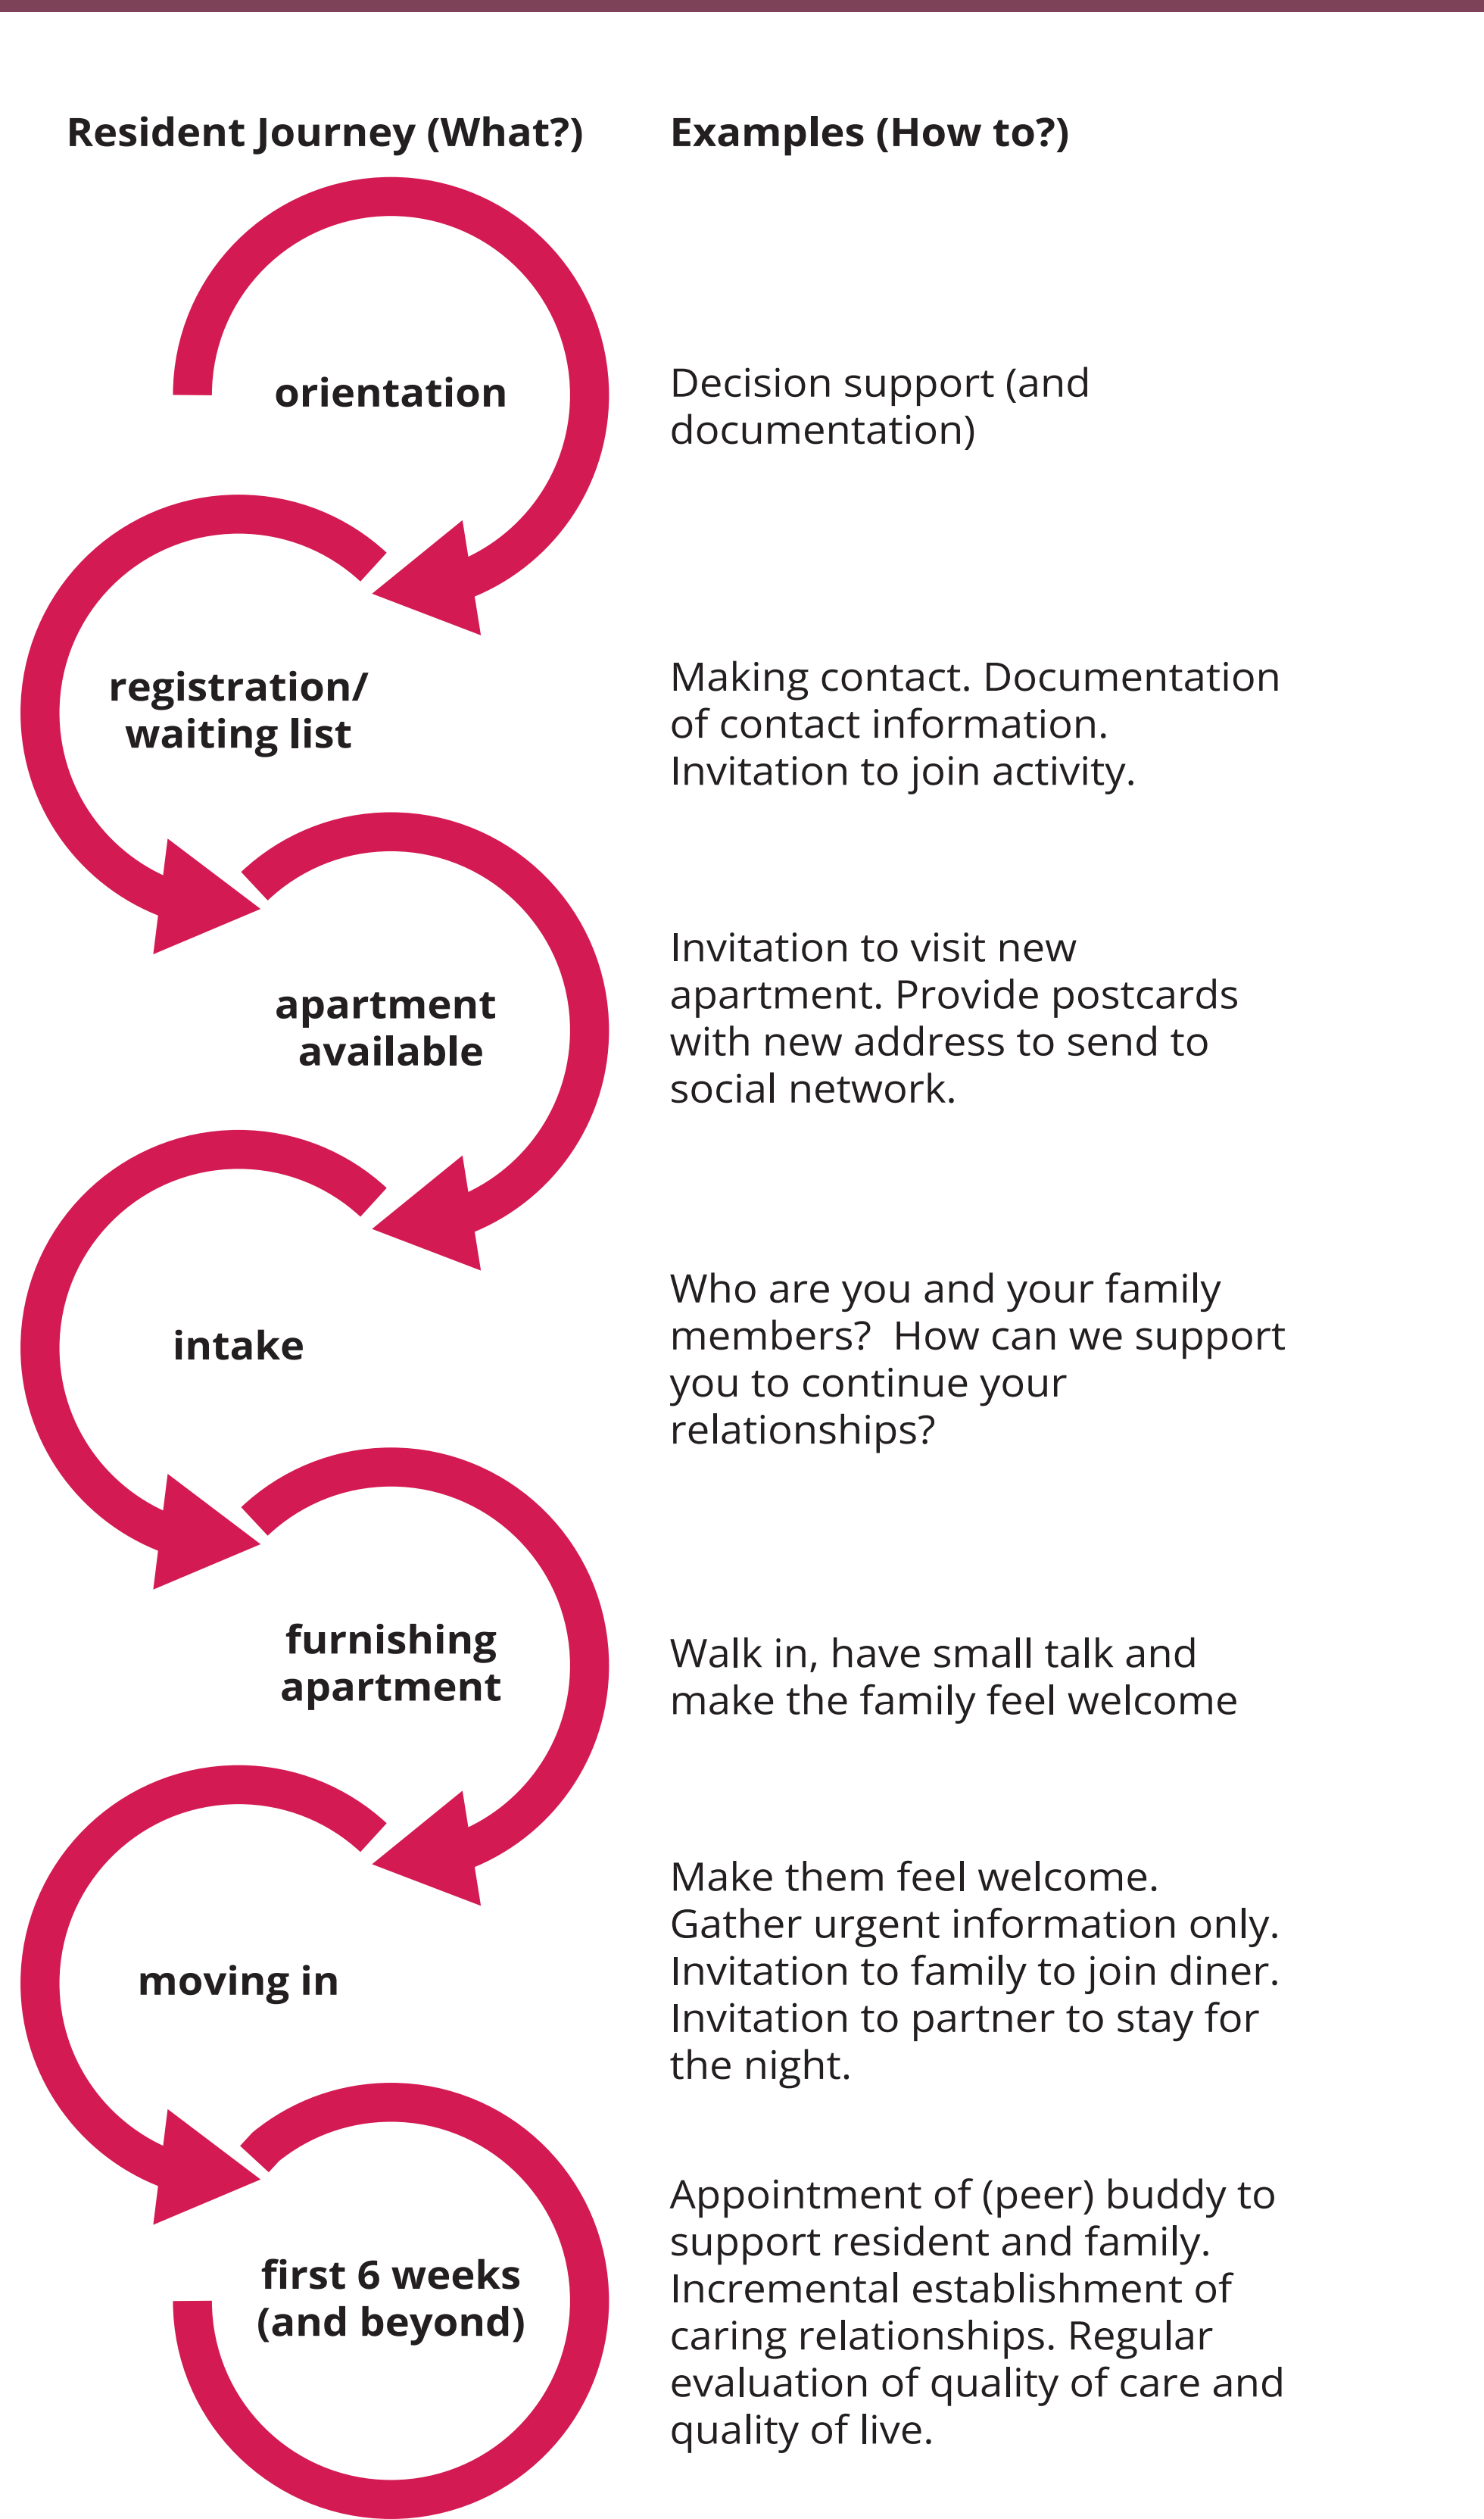 Resident Journey (What?)
Examples (How to?)
orientation
Decision support (and
documentation)
registration/
waiting list
Making contact. Documentation
of contact information.
Invitation to join activity.
apartment
available
Invitation to visit new
apartment. Provide postcards
with new address to send to
social network.
intake
Who are you and your family
members?  How can we support
you to continue your
relationships?
furnishing
apartment
Walk in, have small talk and
make the family feel welcome
moving in
Make them feel welcome.
Gather urgent information only.
Invitation to family to join diner.
Invitation to partner to stay for
the night.
first 6 weeks
(and beyond)
Appointment of (peer) buddy to
support resident and family.
Incremental establishment of
caring relationships. Regular
evaluation of quality of care and
quality of live.